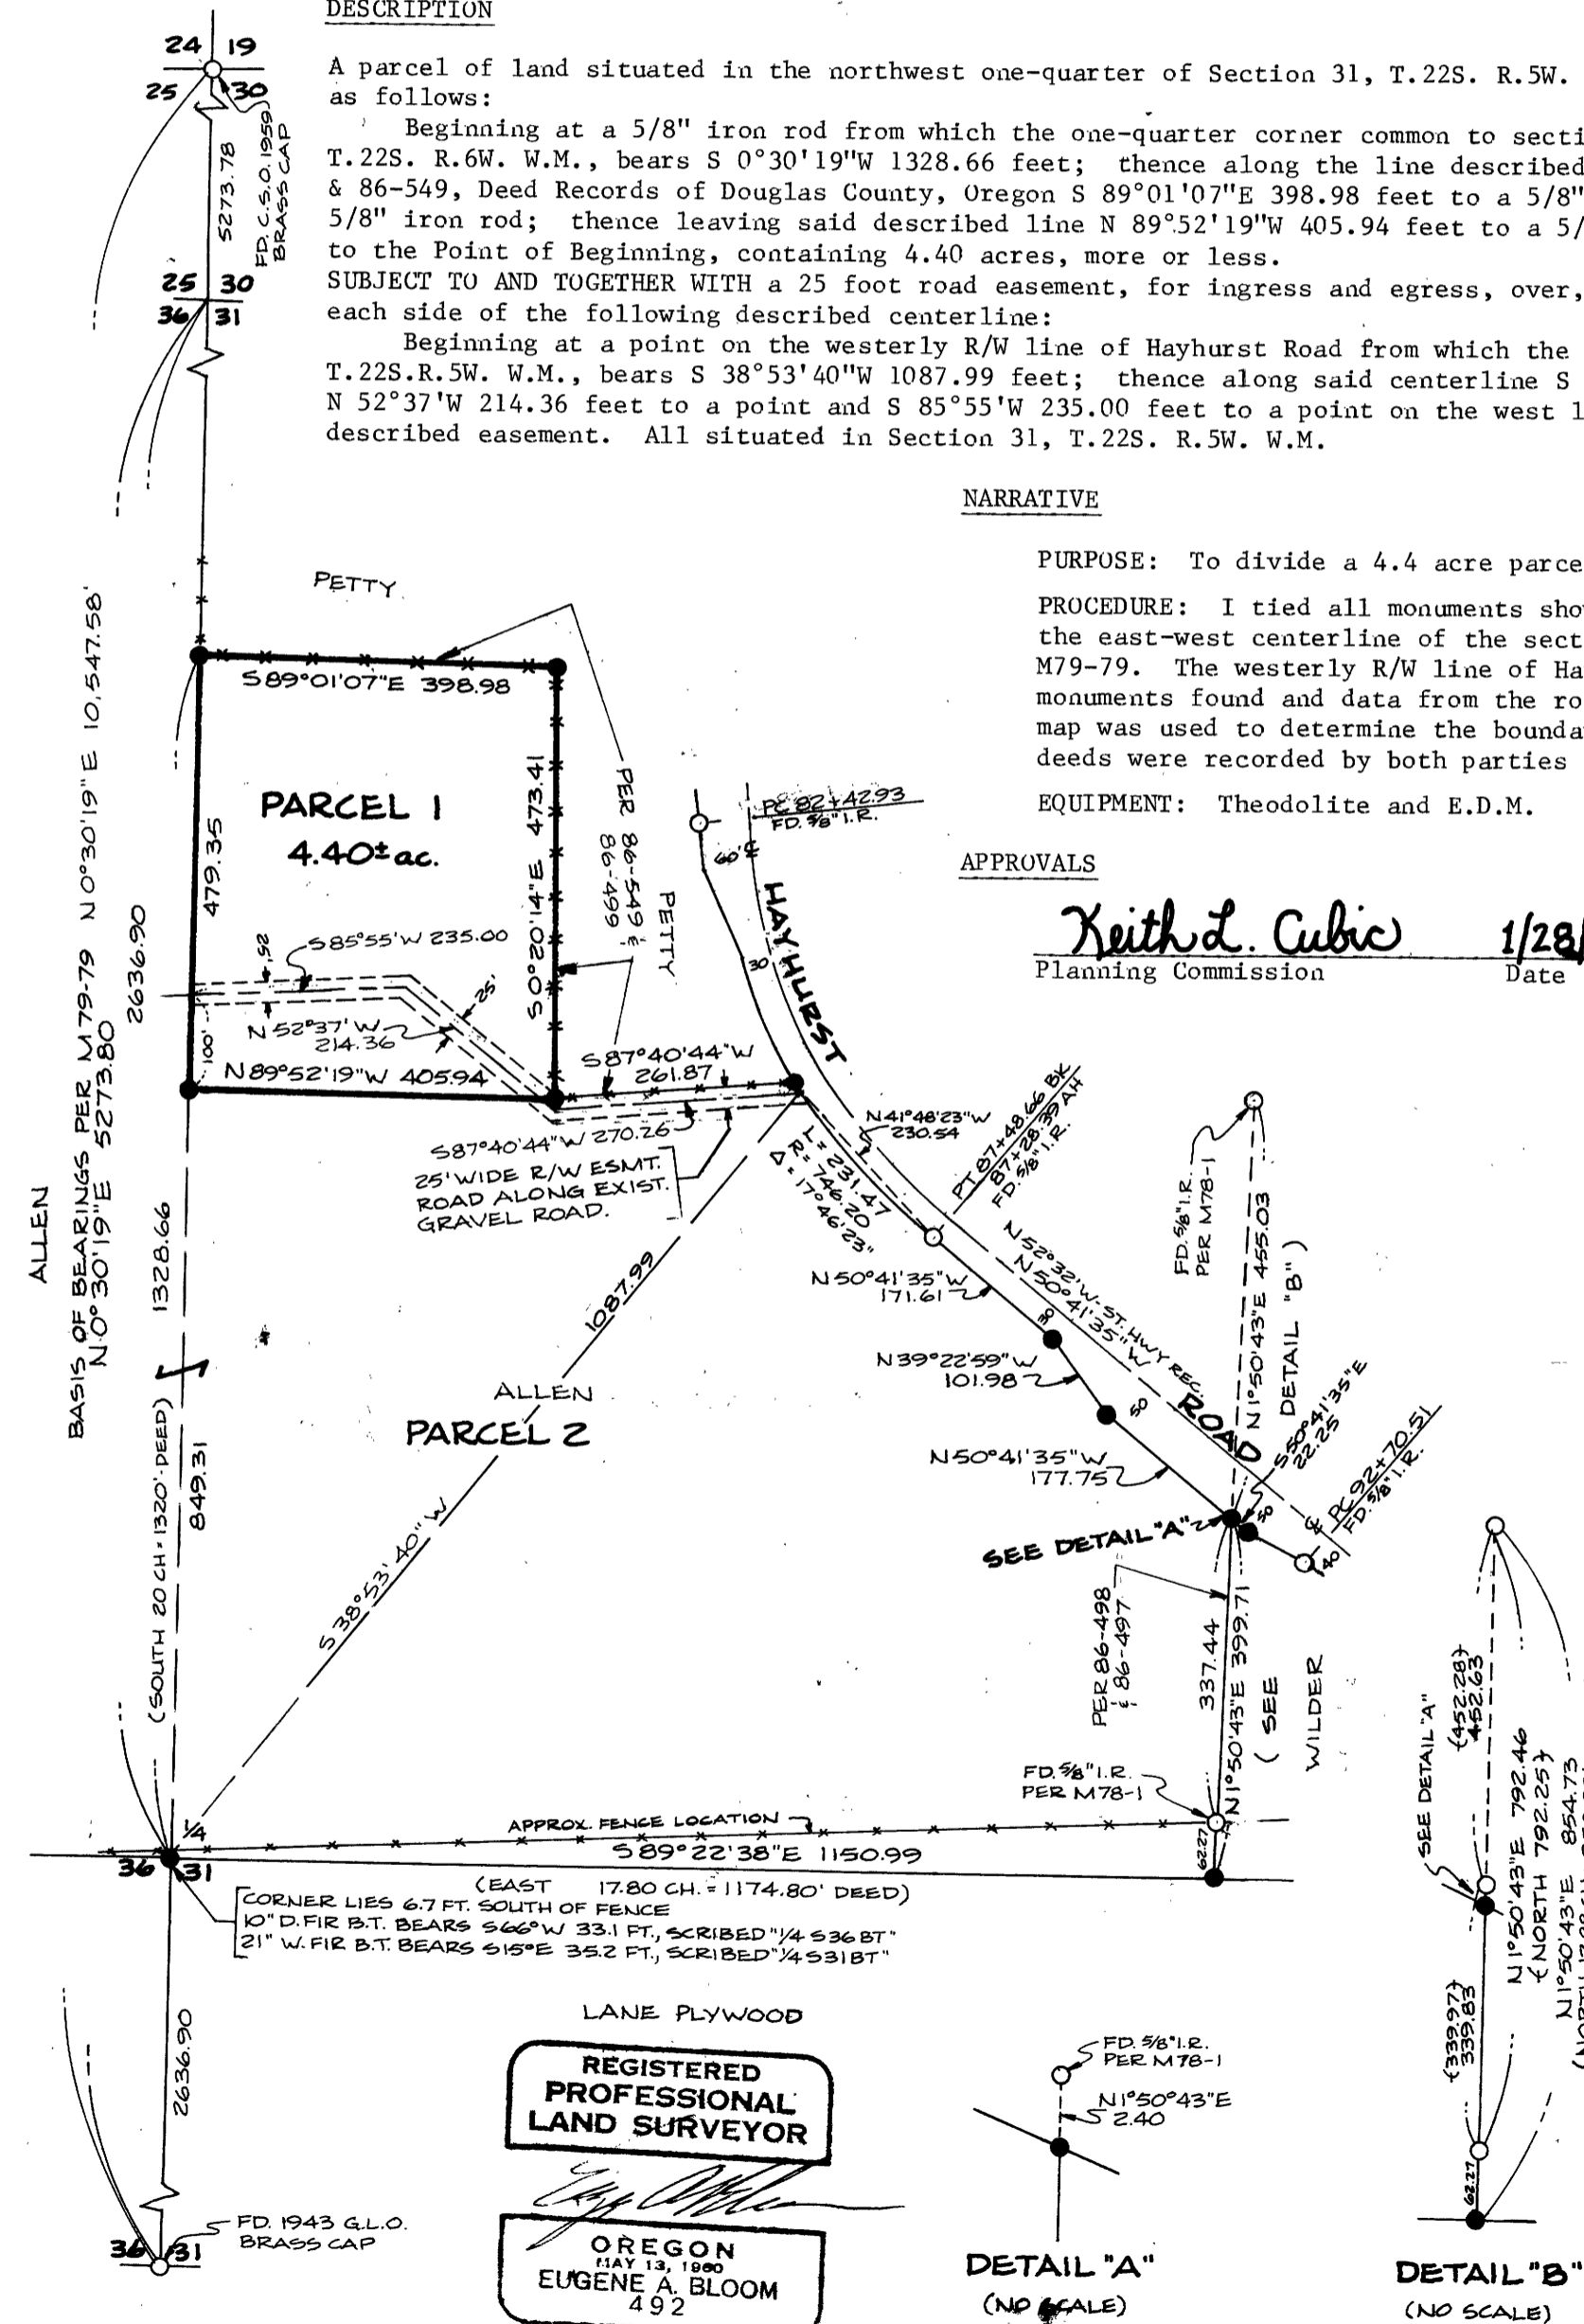 DESCRIPTION
A parcel of land situated in the northwest one-quarter of Section 31, T.22S. R.5W.
as follows:
Beginning at a 5/8" iron rod from which the one-quarter corner common to secti
T.22S. R.6W. W.M., bears S 0°30'19"W 1328.66 feet; thence along the line described
& 86-549, Deed Records of Douglas County, Oregon S 89°01'07"E 398.98 feet to a 5/8"
5/8" iron rod; thence leaving said described line N 89°52'19"W 405.94 feet to a 5/
to the Point of Beginning, containing 4.40 acres, more or less.
SUBJECT TO AND TOGETHER WITH a 25 foot road easement, for ingress and egress, over,
each side of the following described centerline:
Beginning at a point on the westerly R/W line of Hayhurst Road from which the
T.22S.R.5W. W.M., bears S 38°53'40"W 1087.99 feet; thence along said centerline S
N 52°37'W 214.36 feet to a point and S 85°55'W 235.00 feet to a point on the west l
described easement. All situated in Section 31, T.22S. R.5W. W.M.
NARRATIVE
PURPOSE: To divide a 4.4 acre parce
PROCEDURE: I tied all monuments sho
the east-west centerline of the sect
M79-79. The westerly R/W line of Ha
monuments found and data from the ro
map was used to determine the bounda
deeds were recorded by both parties
EQUIPMENT: Theodolite and E.D.M.
APPROVALS
Keith L. Cubic 1/28/
Planning Commission Date
24 19
25 30
FD. C.S.O. 1959
BRASS CAP
5273.78
25 30
36 31
PETTY
S89°01'07"E 398.98
PARCEL 1
4.40± ac.
479.35
S0°20'14"E 473.41
PER 86-549 &
86-499
PETTY
S85°55'W 235.00
25'
25'
N52°37'W
214.36
100'
N89°52'19"W 405.94
S87°40'44"W
261.87
S87°40'44"W 270.26
25' WIDE R/W ESMT.
ROAD ALONG EXIST.
GRAVEL ROAD.
PC 82+42.93
FD. 5/8" I.R.
60'
30
HAYHURST
N41°48'23"W
230.54
L=231.47
R=746.20
Δ=17°46'23"
PT 87+48.66 BK
87+28.39 AH
FD. 5/8" I.R.
N52°32'W-ST. HWY REC.
N50°41'35"W
ROAD
N50°41'35"W
171.61
30
N39°22'59"W
101.98
50
N50°41'35"W
177.75
FD. 5/8" I.R.
PER M78-1
N1°50'43"E 455.03
DETAIL "B")
S50°41'35"E
22.25
50
℄ PC 92+70.51
FD. 5/8" I.R.
40
SEE DETAIL "A"
PER 86-498
& 86-497
337.44
N1°50'43"E 399.71
(SEE
WILDER
FD. 5/8" I.R.
PER M78-1
62.27
BASIS OF BEARINGS PER M79-79 N0°30'19"E 10,547.58'
N0°30'19"E 5273.80
2636.90
ALLEN
1328.66
(SOUTH 20 CH = 1320' DEED)
849.31
ALLEN
PARCEL 2
1087.99
S38°53'40"W
1/4
36 31
APPROX. FENCE LOCATION
S89°22'38"E 1150.99
(EAST 17.80 CH. = 1174.80' DEED)
CORNER LIES 6.7 FT. SOUTH OF FENCE
10" D. FIR B.T. BEARS S66°W 33.1 FT., SCRIBED "1/4 S36BT"
21" W. FIR B.T. BEARS S15°E 35.2 FT., SCRIBED "1/4 S31BT"
2636.90
LANE PLYWOOD
36 31
FD. 1943 G.L.O.
BRASS CAP
REGISTERED
PROFESSIONAL
LAND SURVEYOR
OREGON
MAY 13, 1960
EUGENE A. BLOOM
492
FD. 5/8" I.R.
PER M78-1
N1°50'43"E
2.40
DETAIL "A"
(NO SCALE)
SEE DETAIL "A"
(452.28)
452.63
N1°50'43"E 792.46
(NORTH 792.25)
N1°50'43"E 854.73
(339.97)
339.83
62.27
DETAIL "B"
(NO SCALE)